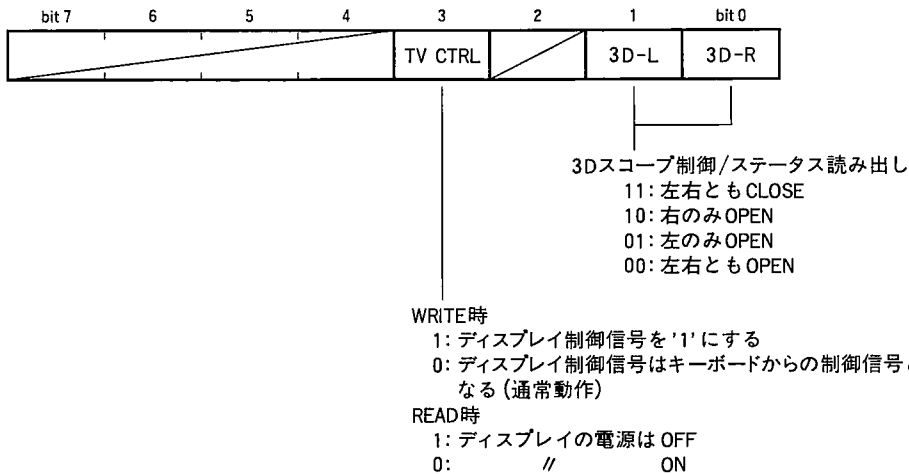 bit 7 6 5 4 3 2 1 bit 0
TV CTRL 3D-L 3D-R
3Dスコープ制御/ステータス読み出し
11: 左右ともCLOSE
10: 右のみOPEN
01: 左のみOPEN
00: 左右ともOPEN
WRITE時
1: ディスプレイ制御信号を'1'にする
0: ディスプレイ制御信号はキーボードからの制御信号
なる(通常動作)
READ時
1: ディスプレイの電源は OFF
0: 〃 ON